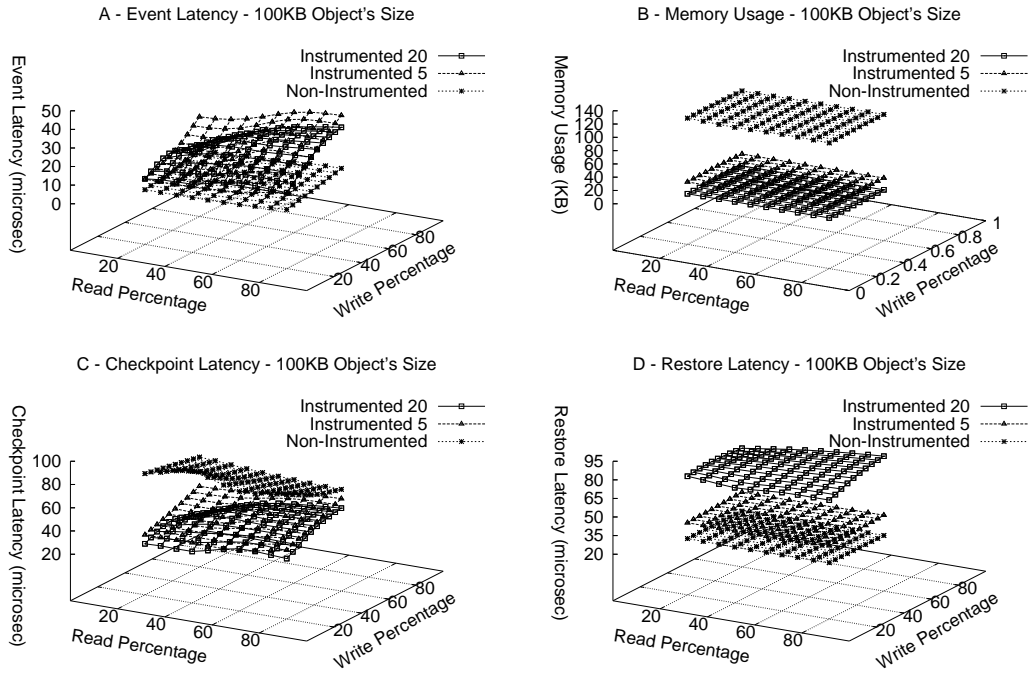 A - Event Latency - 100KB Object's Size
Instrumented 20
Instrumented 5
Non-Instrumented
Event Latency (microsec)
50
40
30
20
10
0
20
40
60
80
Read Percentage
20
40
60
80
Write Percentage
B - Memory Usage - 100KB Object's Size
Instrumented 20
Instrumented 5
Non-Instrumented
Memory Usage (KB)
140
120
100
80
60
40
20
0
20
40
60
80
Read Percentage
0
0.2
0.4
0.6
0.8
1
Write Percentage
C - Checkpoint Latency - 100KB Object's Size
Instrumented 20
Instrumented 5
Non-Instrumented
Checkpoint Latency (microsec)
100
80
60
40
20
20
40
60
80
Read Percentage
20
40
60
80
Write Percentage
D - Restore Latency - 100KB Object's Size
Instrumented 20
Instrumented 5
Non-Instrumented
Restore Latency (microsec)
95
80
65
50
35
20
20
40
60
80
Read Percentage
20
40
60
80
Write Percentage